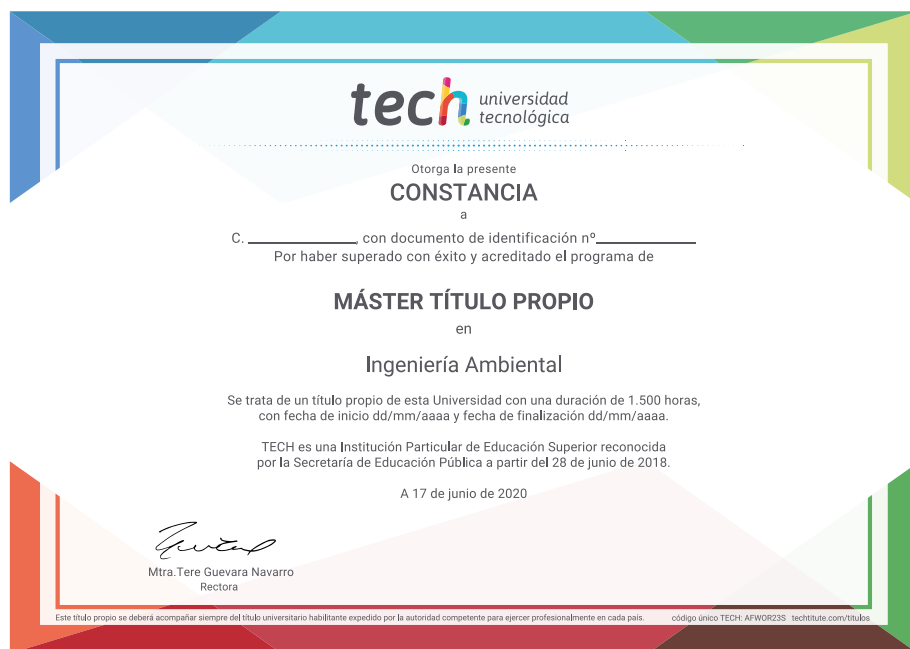 tech universidad
tecnológica
Otorga la presente
CONSTANCIA
a
C. ____________, con documento de identificación nº____________
Por haber superado con éxito y acreditado el programa de
MÁSTER TÍTULO PROPIO
en
Ingeniería Ambiental
Se trata de un título propio de esta Universidad con una duración de 1.500 horas,
con fecha de inicio dd/mm/aaaa y fecha de finalización dd/mm/aaaa.
TECH es una Institución Particular de Educación Superior reconocida
por la Secretaría de Educación Pública a partir del 28 de junio de 2018.
A 17 de junio de 2020
Mtra.Tere Guevara Navarro
Rectora
Este título propio se deberá acompañar siempre del título universitario habilitante expedido por la autoridad competente para ejercer profesionalmente en cada país. código único TECH: AFWOR23S techtitute.com/titulos